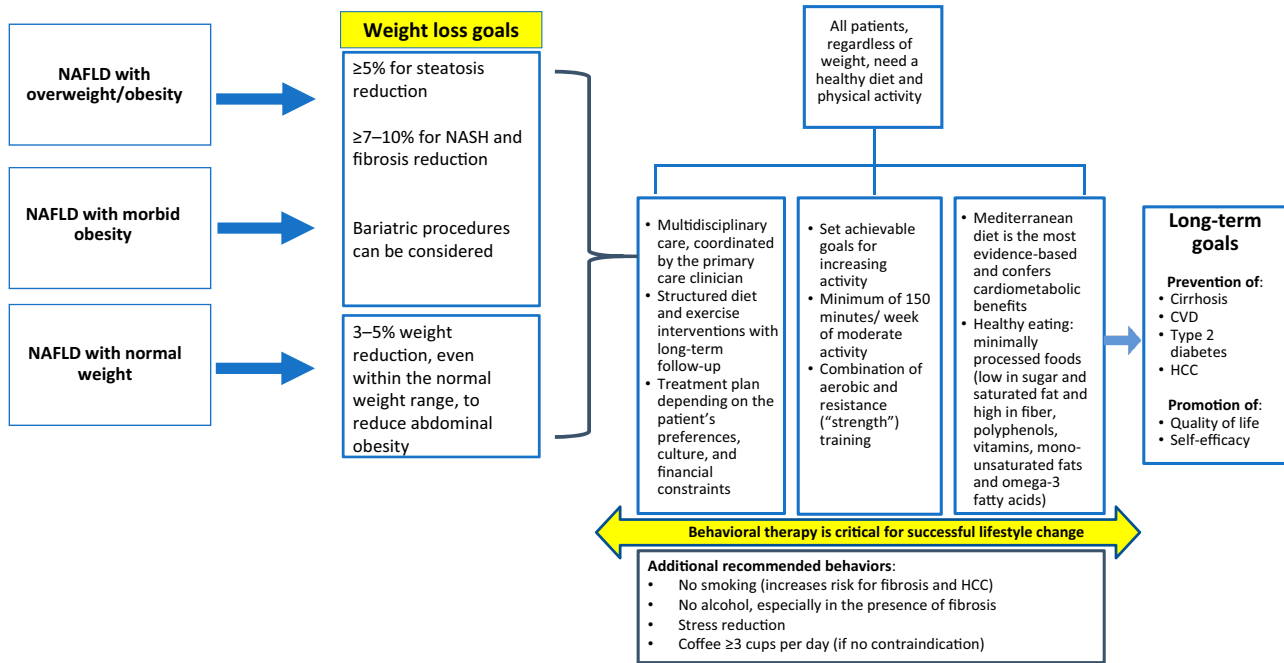 NAFLD with
overweight/obesity
NAFLD with morbid
obesity
NAFLD with normal
weight
Weight loss goals
≥5% for steatosis
reduction
≥7–10% for NASH and
fibrosis reduction
Bariatric procedures
can be considered
3–5% weight
reduction, even
within the normal
weight range, to
reduce abdominal
obesity
All patients,
regardless of
weight, need a
healthy diet and
physical activity
• Multidisciplinary
care, coordinated
by the primary
care clinician
• Structured diet
and exercise
interventions with
long-term
follow-up
• Treatment plan
depending on the
patient's
preferences,
culture, and
financial
constraints
• Set achievable
goals for
increasing
activity
• Minimum of 150
minutes/ week
of moderate
activity
• Combination of
aerobic and
resistance
(“strength”)
training
• Mediterranean
diet is the most
evidence-based
and confers
cardiometabolic
benefits
• Healthy eating:
minimally
processed foods
(low in sugar and
saturated fat and
high in fiber,
polyphenols,
vitamins, mono-
unsaturated fats
and omega-3
fatty acids)
Long-term
goals
Prevention of:
• Cirrhosis
• CVD
• Type 2
diabetes
• HCC
Promotion of:
• Quality of life
• Self-efficacy
Behavioral therapy is critical for successful lifestyle change
Additional recommended behaviors:
• No smoking (increases risk for fibrosis and HCC)
• No alcohol, especially in the presence of fibrosis
• Stress reduction
• Coffee ≥3 cups per day (if no contraindication)